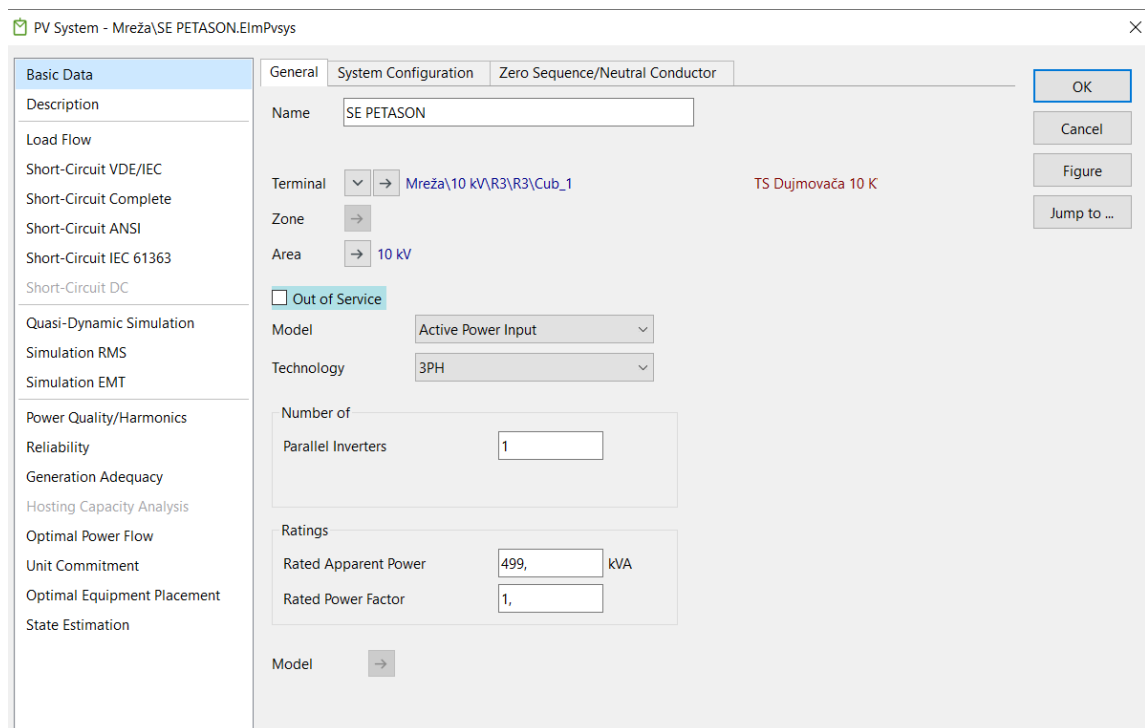 PV System - Mreža\SE PETASON.ElmPvsys
Basic Data
Description
Load Flow
Short-Circuit VDE/IEC
Short-Circuit Complete
Short-Circuit ANSI
Short-Circuit IEC 61363
Short-Circuit DC
Quasi-Dynamic Simulation
Simulation RMS
Simulation EMT
Power Quality/Harmonics
Reliability
Generation Adequacy
Hosting Capacity Analysis
Optimal Power Flow
Unit Commitment
Optimal Equipment Placement
State Estimation
General System Configuration Zero Sequence/Neutral Conductor
Name SE PETASON
Terminal Mreža\10 kV\R3\R3\Cub_1 TS Dujmovača 10 K
Zone
Area 10 kV
Out of Service
Model Active Power Input
Technology 3PH
Number of
Parallel Inverters 1
Ratings
Rated Apparent Power 499, kVA
Rated Power Factor 1,
Model
OK
Cancel
Figure
Jump to ...